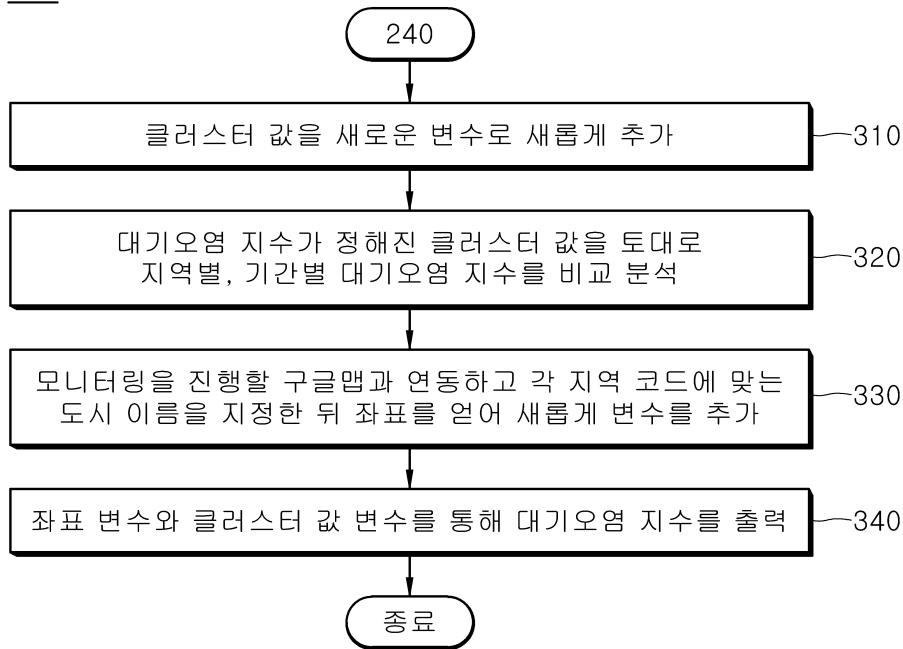 240
클러스터 값을 새로운 변수로 새롭게 추가
310
대기오염 지수가 정해진 클러스터 값을 토대로
지역별, 기간별 대기오염 지수를 비교 분석
320
모니터링을 진행할 구글맵과 연동하고 각 지역 코드에 맞는
도시 이름을 지정한 뒤 좌표를 얻어 새롭게 변수를 추가
330
좌표 변수와 클러스터 값 변수를 통해 대기오염 지수를 출력
340
종료